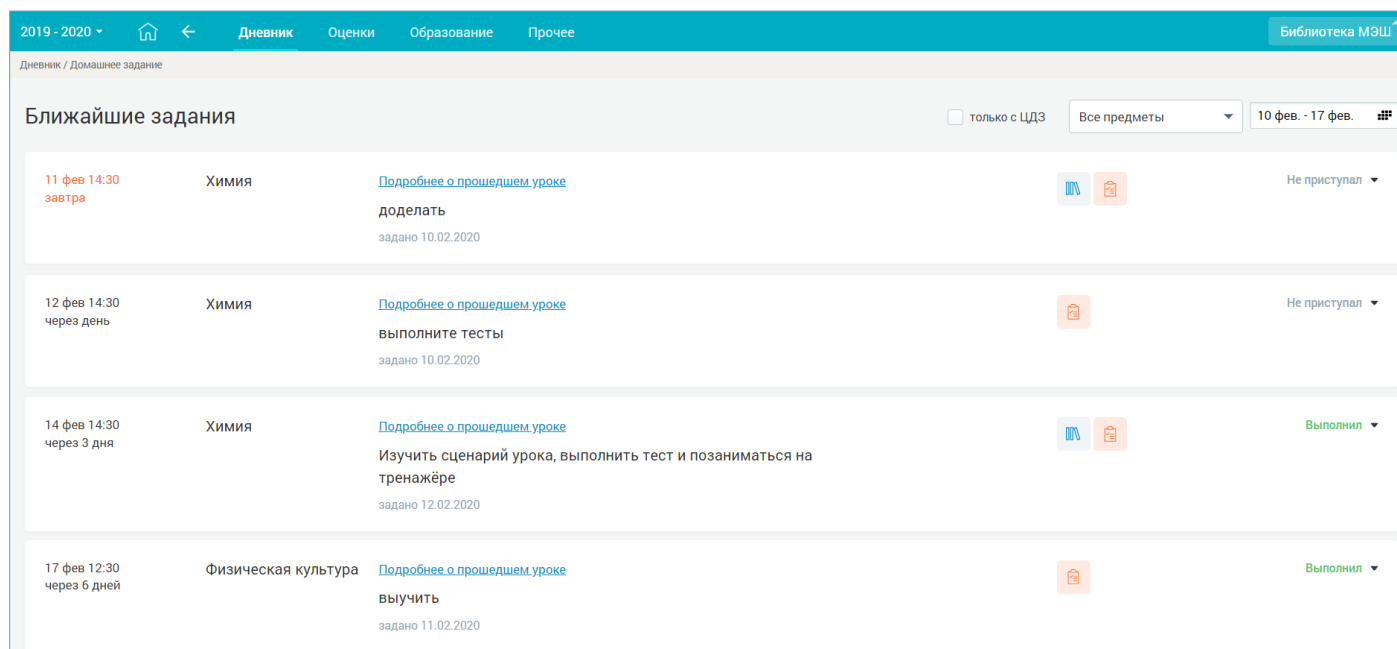 2019 - 2020 Дневник Оценки Образование Прочее Библиотека МЭШ
Дневник / Домашнее задание
Ближайшие задания только с ЦДЗ Все предметы 10 фев. - 17 фев.
11 фев 14:30 Химия Подробнее о прошедшем уроке Не приступал
завтра
доделать
задано 10.02.2020
12 фев 14:30 Химия Подробнее о прошедшем уроке Не приступал
через день
выполните тесты
задано 10.02.2020
14 фев 14:30 Химия Подробнее о прошедшем уроке Выполнил
через 3 дня
Изучить сценарий урока, выполнить тест и позаниматься на
тренажёре
задано 12.02.2020
17 фев 12:30 Физическая культура Подробнее о прошедшем уроке Выполнил
через 6 дней
выучить
задано 11.02.2020